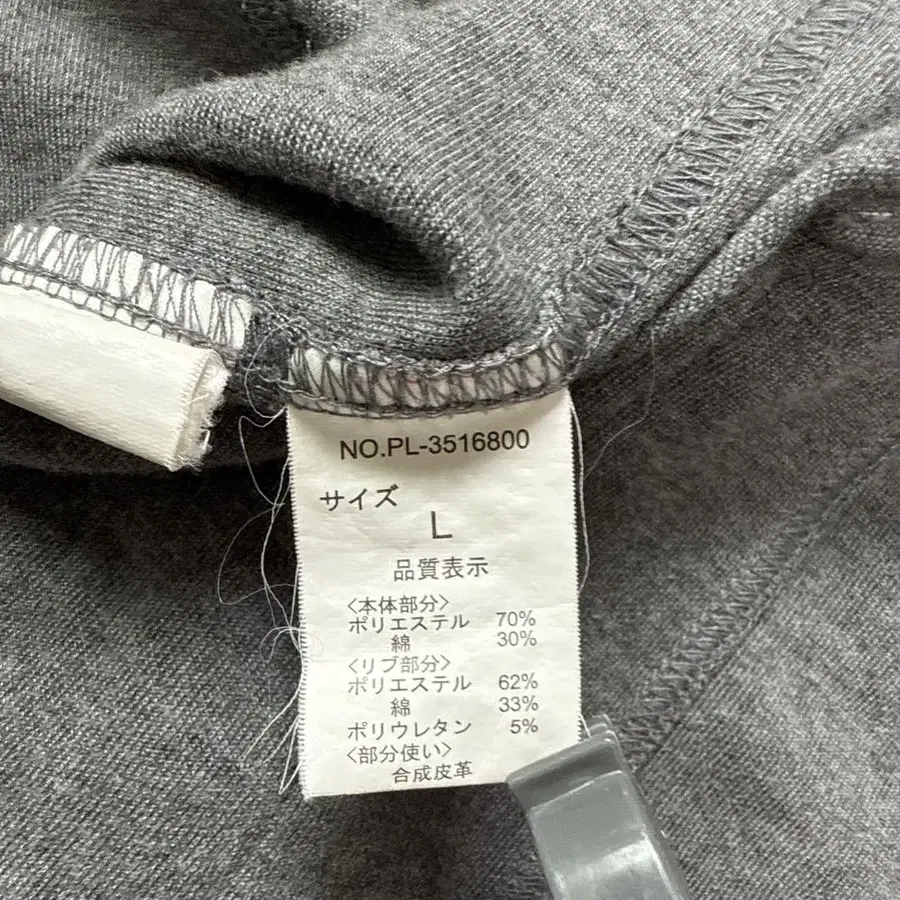 NO.PL-3516800
サイズ
L
品質表示
〈本体部分〉
ポリエステル 70%
綿 30%
〈リブ部分〉
ポリエステル 62%
綿 33%
ポリウレタン 5%
〈部分使い〉
合成皮革